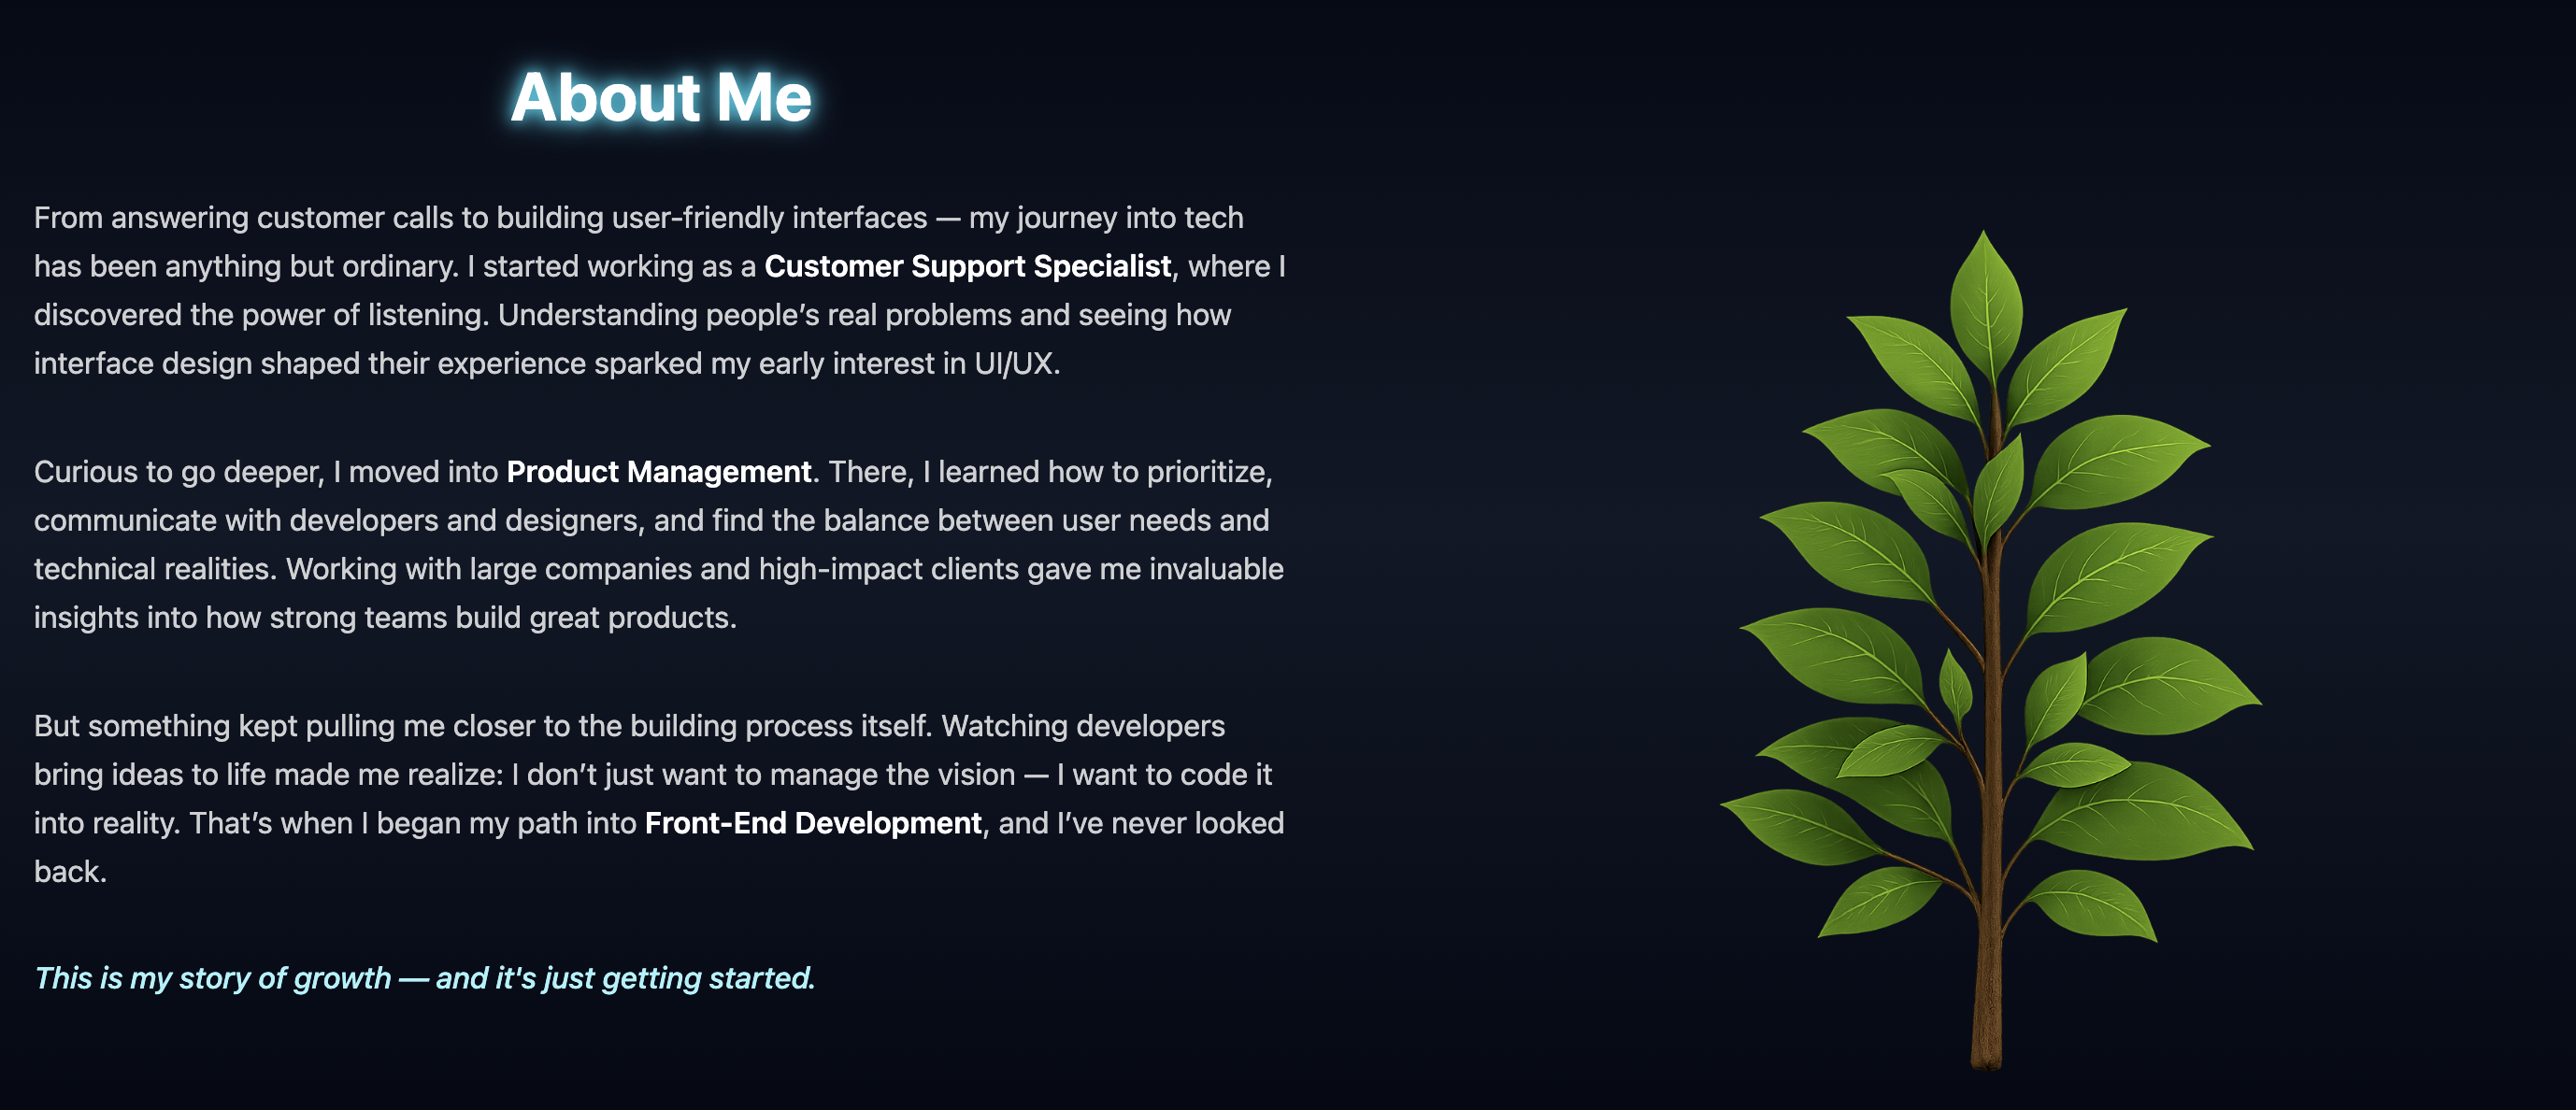 About Me
From answering customer calls to building user-friendly interfaces — my journey into tech
has been anything but ordinary. I started working as a Customer Support Specialist, where I
discovered the power of listening. Understanding people’s real problems and seeing how
interface design shaped their experience sparked my early interest in UI/UX.
Curious to go deeper, I moved into Product Management. There, I learned how to prioritize,
communicate with developers and designers, and find the balance between user needs and
technical realities. Working with large companies and high-impact clients gave me invaluable
insights into how strong teams build great products.
But something kept pulling me closer to the building process itself. Watching developers
bring ideas to life made me realize: I don’t just want to manage the vision — I want to code it
into reality. That’s when I began my path into Front-End Development, and I’ve never looked
back.
This is my story of growth — and it's just getting started.